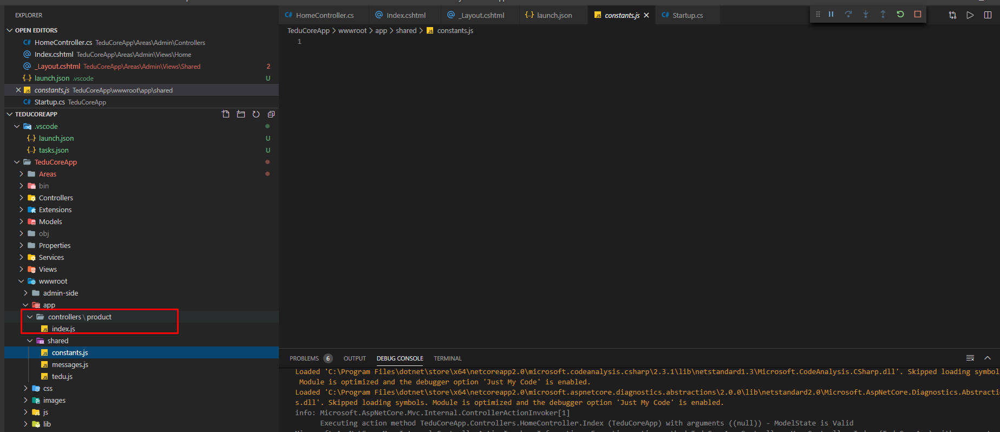 EXPLORER
OPEN EDITORS
HomeController.cs TeduCoreApp\Areas\Admin\Controllers
Index.cshtml TeduCoreApp\Areas\Admin\Views\Home
_Layout.cshtml TeduCoreApp\Areas\Admin\Views\Shared 2
launch.json .vscode U
constants.js TeduCoreApp\wwwroot\app\shared
Startup.cs TeduCoreApp
TEDUCOREAPP
.vscode
launch.json U
tasks.json U
TeduCoreApp
Areas
bin
Controllers
Extensions
Models
obj
Properties
Services
Views
wwwroot
admin-side
app
controllers \ product
index.js
shared
constants.js
messages.js
tedu.js
css
images
js
lib
HomeController.cs Index.cshtml _Layout.cshtml launch.json constants.js Startup.cs
TeduCoreApp > wwwroot > app > shared > constants.js
1
PROBLEMS 6 OUTPUT DEBUG CONSOLE TERMINAL
Loaded 'C:\Program Files\dotnet\store\x64\netcoreapp2.0\microsoft.codeanalysis.csharp\2.3.1\lib\netstandard1.3\Microsoft.CodeAnalysis.CSharp.dll'. Skipped loading symbol
Module is optimized and the debugger option 'Just My Code' is enabled.
Loaded 'C:\Program Files\dotnet\store\x64\netcoreapp2.0\microsoft.aspnetcore.diagnostics.abstractions\2.0.0\lib\netstandard2.0\Microsoft.AspNetCore.Diagnostics.Abstractio
s.dll'. Skipped loading symbols. Module is optimized and the debugger option 'Just My Code' is enabled.
info: Microsoft.AspNetCore.Mvc.Internal.ControllerActionInvoker[1]
Executing action method TeduCoreApp.Controllers.HomeController.Index (TeduCoreApp) with arguments ((null)) - ModelState is Valid